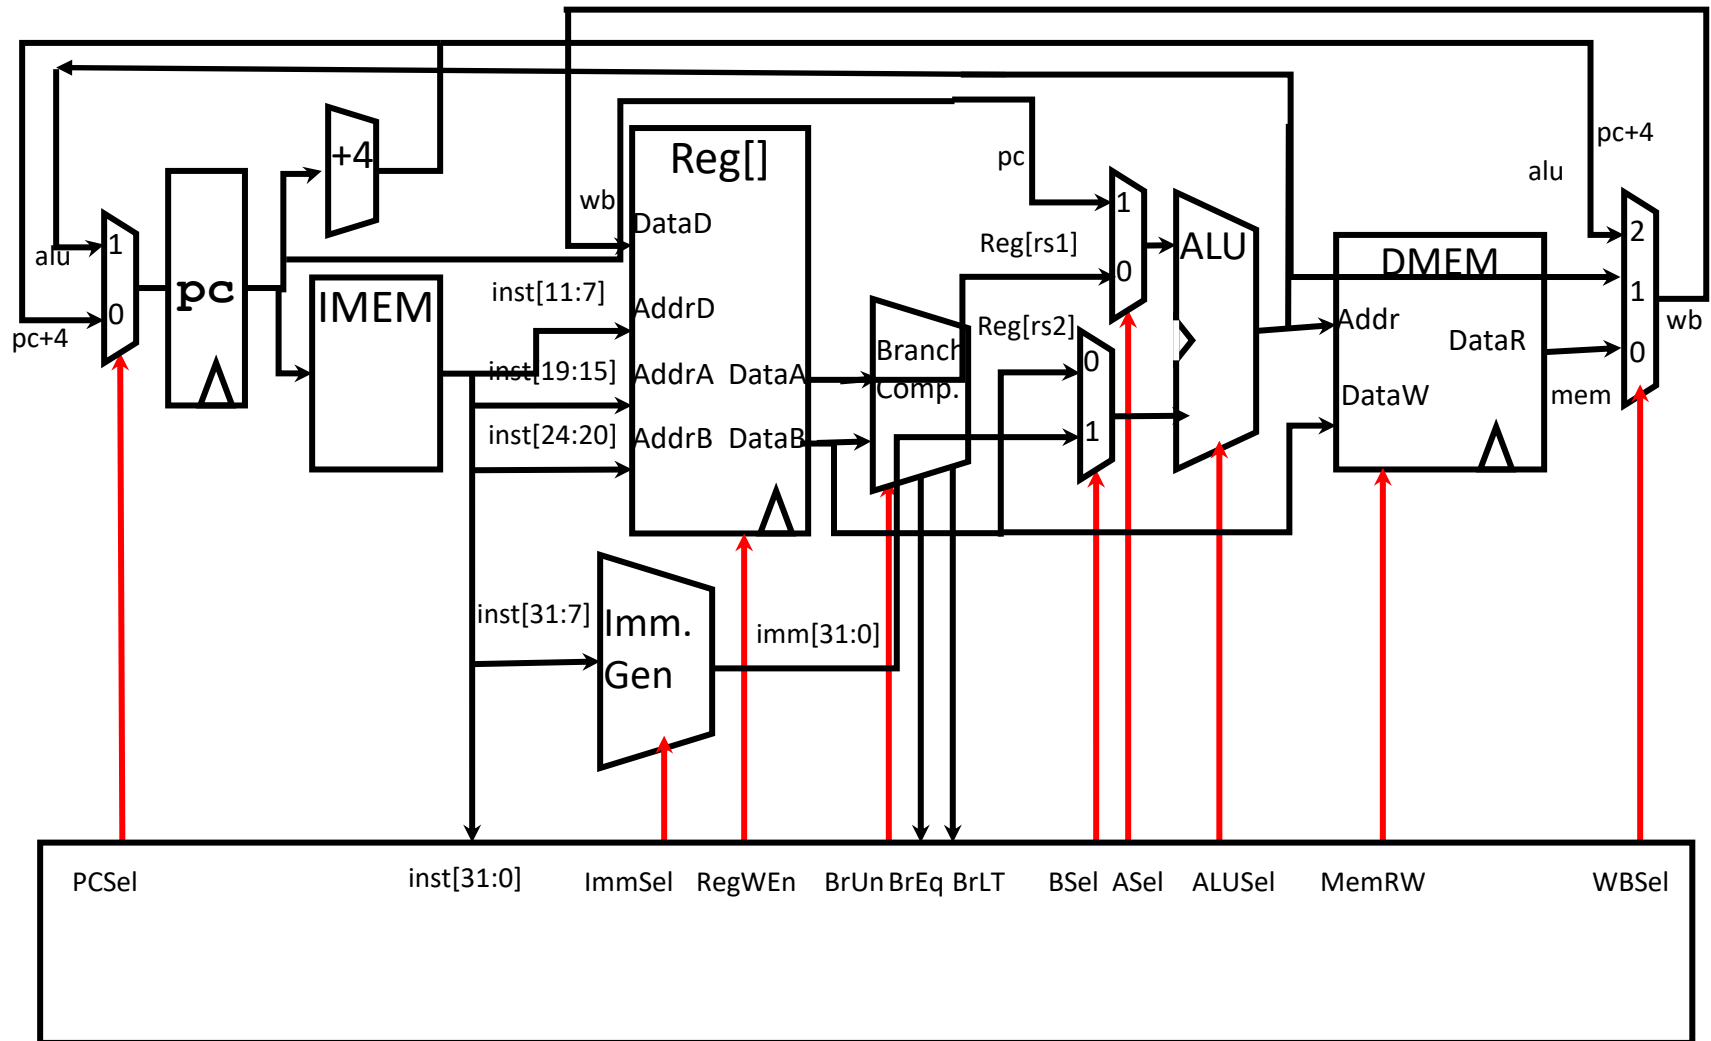 pc+4
Reg[]
+4
pc
alu
wb
DataD
1
2
Reg[rs1]
ALU
alu
1
0
DMEM
pc
IMEM
inst[11:7]
AddrD
0
pc+4
Reg[rs2]
Addr
1
wb
Branch
Comp.
DataR
0
0
inst[19:15]
AddrA
DataA
DataW
mem
inst[24:20]
AddrB
DataB
1
inst[31:7]
Imm.
Gen
imm[31:0]
PCSel
inst[31:0]
ImmSel
RegWEn
BrUn
BrEq
BrLT
BSel
ASel
ALUSel
MemRW
WBSel